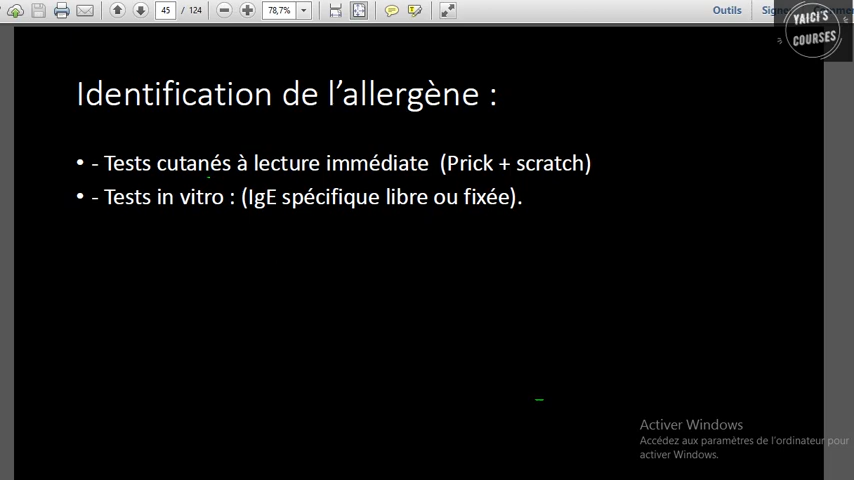 45 / 124
78,7%
Outils
YAICI'S
COURSES
Identification de l'allergène :
• - Tests cutanés à lecture immédiate (Prick + scratch)
• - Tests in vitro : (IgE spécifique libre ou fixée).
Activer Windows
Accédez aux paramètres de l'ordinateur pour
activer Windows.